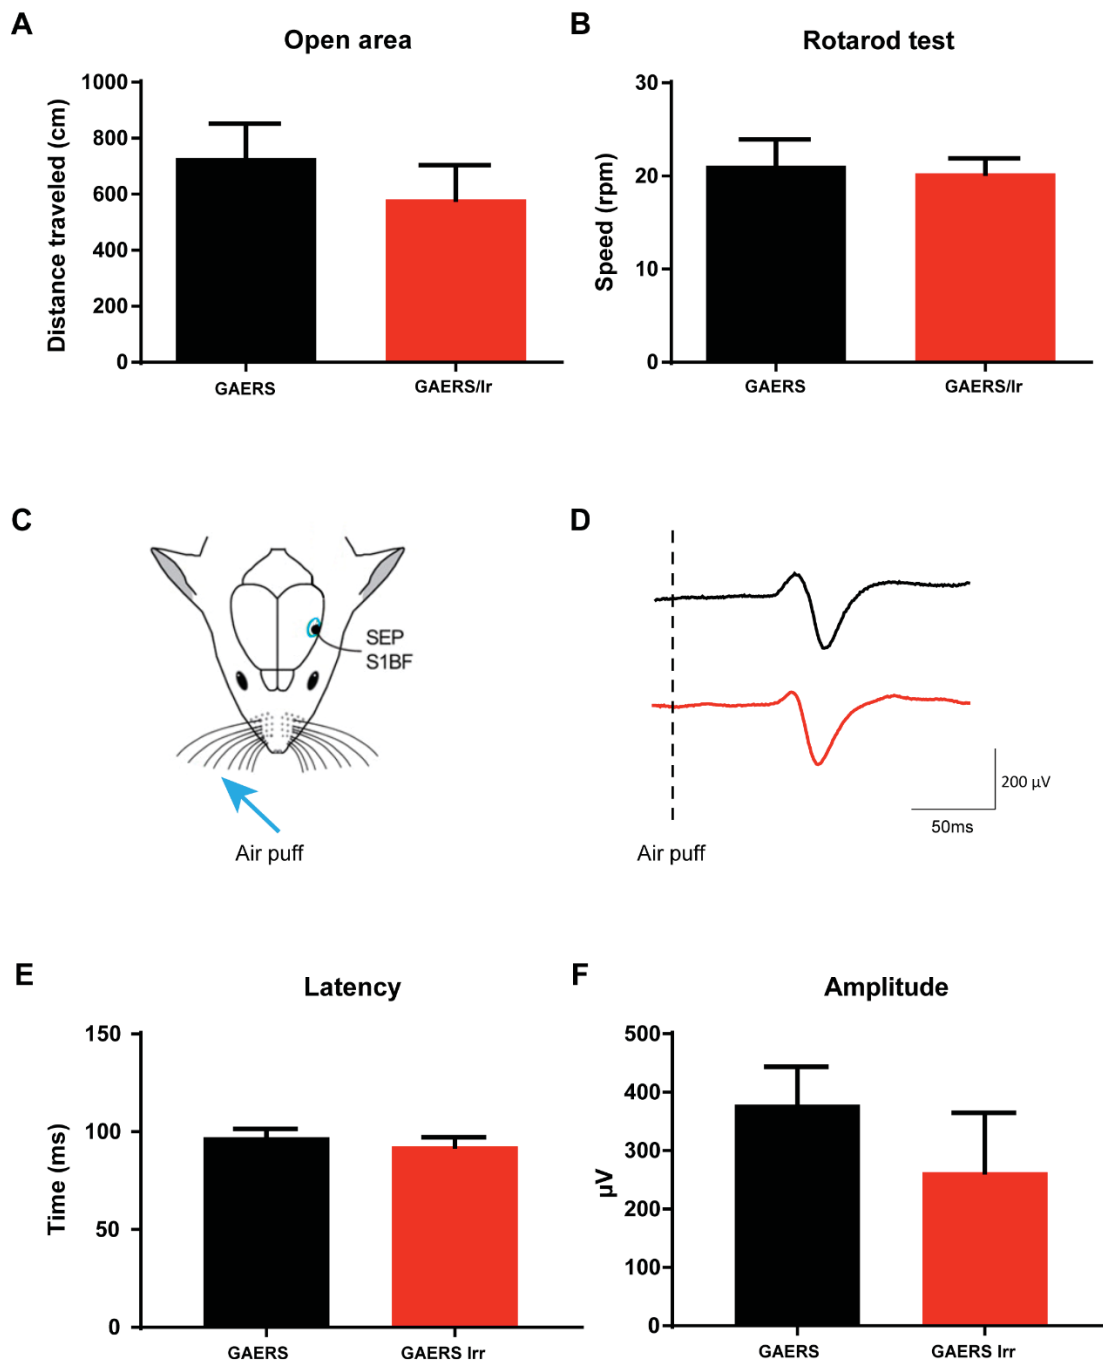 A
Open area
Distance traveled (cm)
1000
800
600
400
200
0
GAERS
GAERS/Ir
B
Rotarod test
Speed (rpm)
30
20
10
0
GAERS
GAERS/Ir
C
SEP
S1BF
Air puff
D
200 µV
50ms
Air puff
E
Latency
Time (ms)
150
100
50
0
GAERS
GAERS Irr
F
Amplitude
µV
500
400
300
200
100
0
GAERS
GAERS Irr